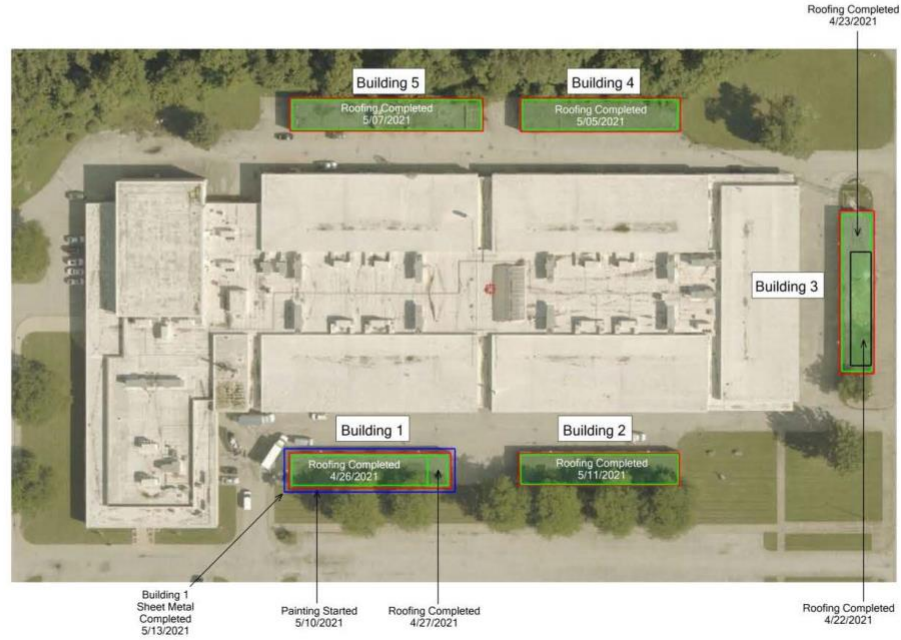 Roofing Completed
4/23/2021
Building 5
Building 4
Roofing Completed
5/07/2021
Roofing Completed
5/05/2021
Building 3
Building 1
Building 2
Roofing Completed
4/26/2021
Roofing Completed
5/11/2021
Building 1
Sheet Metal
Completed
5/13/2021
Painting Started
5/10/2021
Roofing Completed
4/27/2021
Roofing Completed
4/22/2021